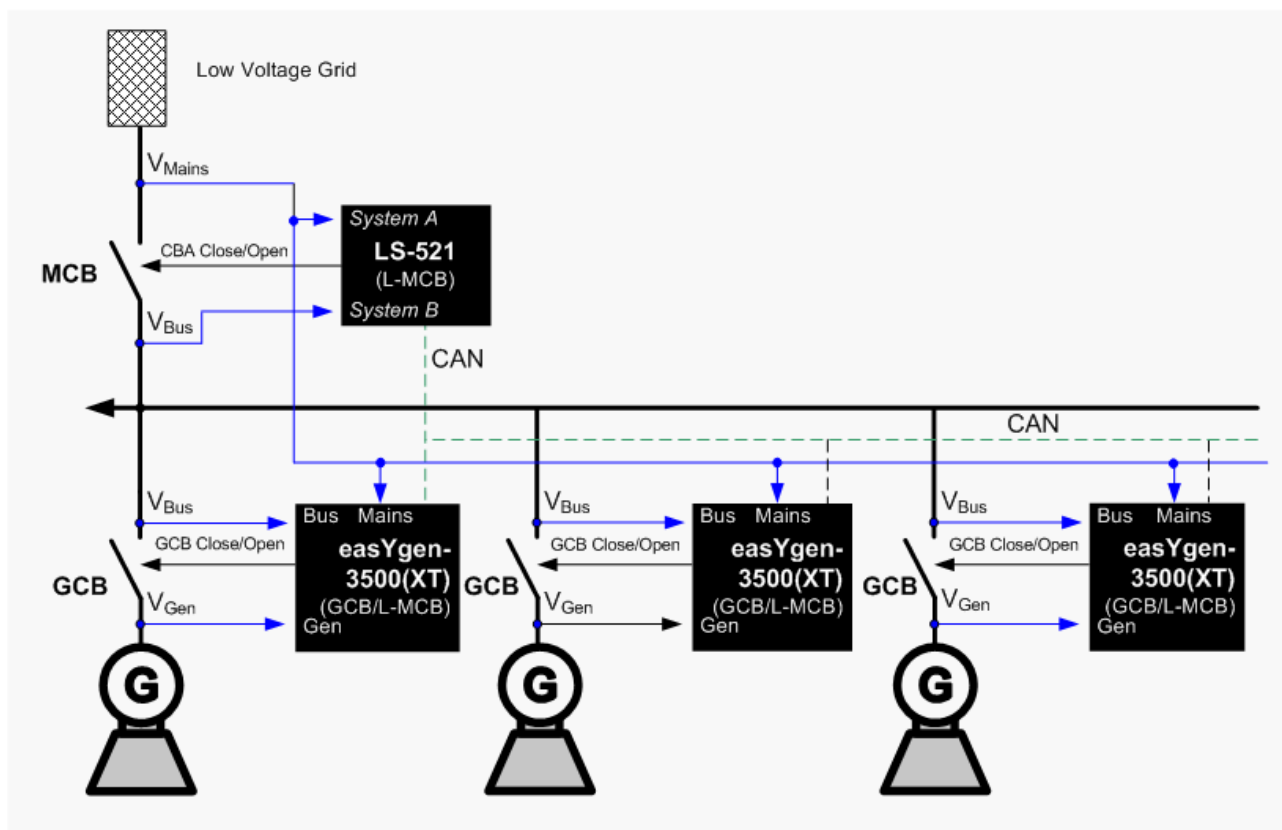 Low Voltage Grid
VMains
System A
LS-521
(L-MCB)
System B
CBA Close/Open
MCB
VBus
CAN
CAN
VBus
Bus Mains
easYgen-
3500(XT)
(GCB/L-MCB)
Gen
GCB Close/Open
GCB
VGen
G
VBus
Bus Mains
easYgen-
3500(XT)
(GCB/L-MCB)
Gen
GCB Close/Open
GCB
VGen
G
VBus
Bus Mains
easYgen-
3500(XT)
(GCB/L-MCB)
Gen
GCB Close/Open
GCB
VGen
G